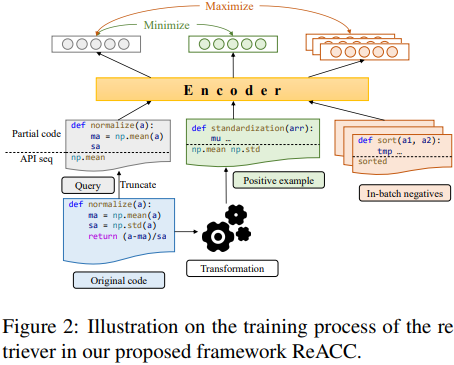 Maximize
Minimize
Encoder
Partial code
API seq
def normalize(a):
ma = np.mean(a)
sa
np.mean
Query
Truncate
def standardization(arr):
mu …
np.mean np.std
Positive example
def sort(a1, a2):
tmp …
sorted
In-batch negatives
def normalize(a):
ma = np.mean(a)
sa = np.std(a)
return (a-ma)/sa
Original code
Transformation
Figure 2: Illustration on the training process of the re
triever in our proposed framework ReACC.